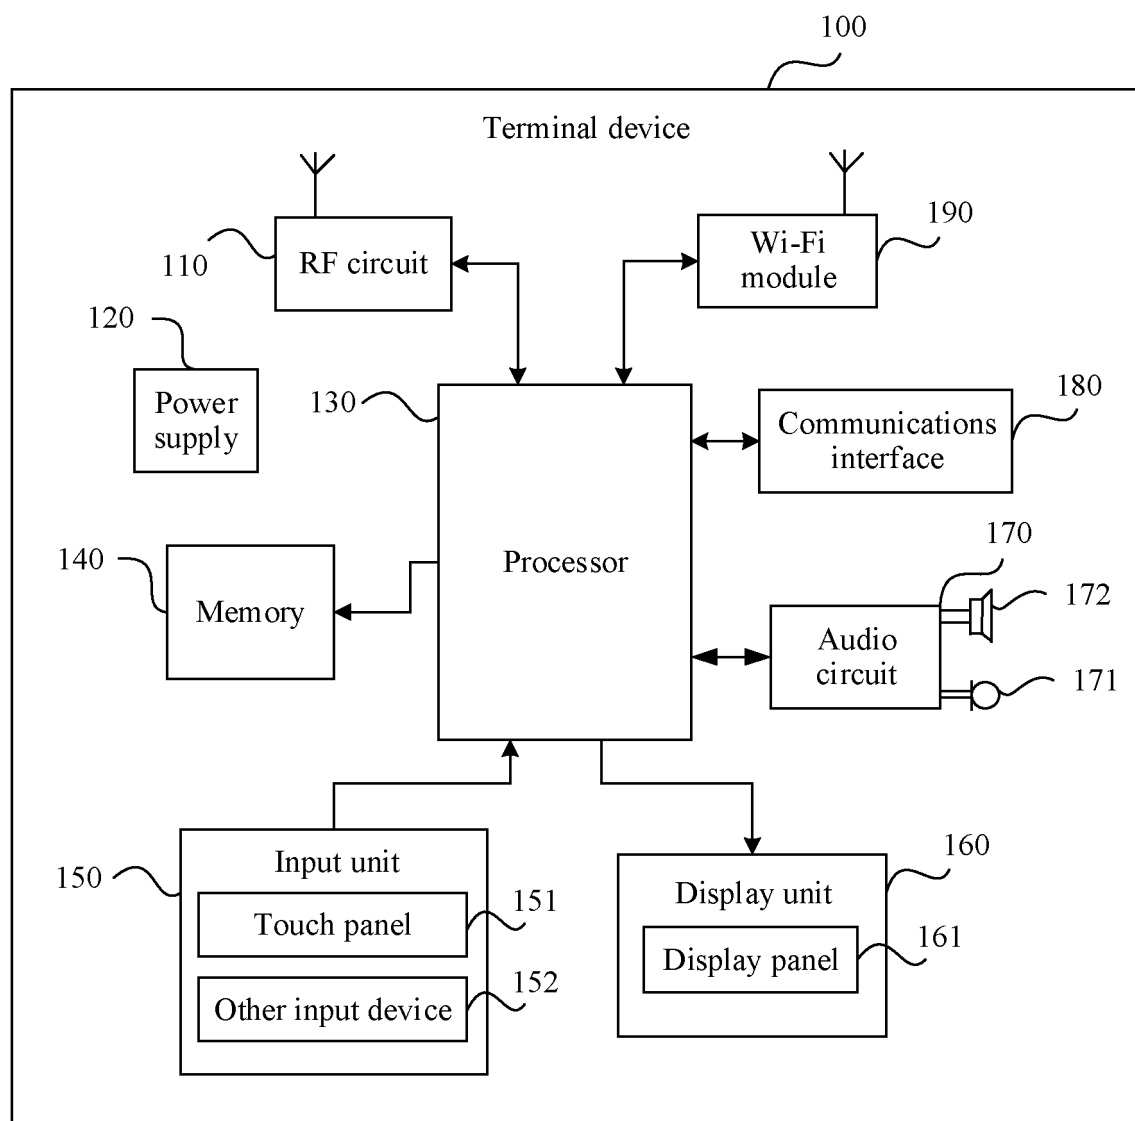 100
Terminal device
110
RF circuit
Wi-Fi
module
190
120
Power
supply
130
Processor
Communications
interface
180
140
Memory
170
Audio
circuit
172
171
150
Input unit
Touch panel
151
Other input device
152
160
Display unit
Display panel
161